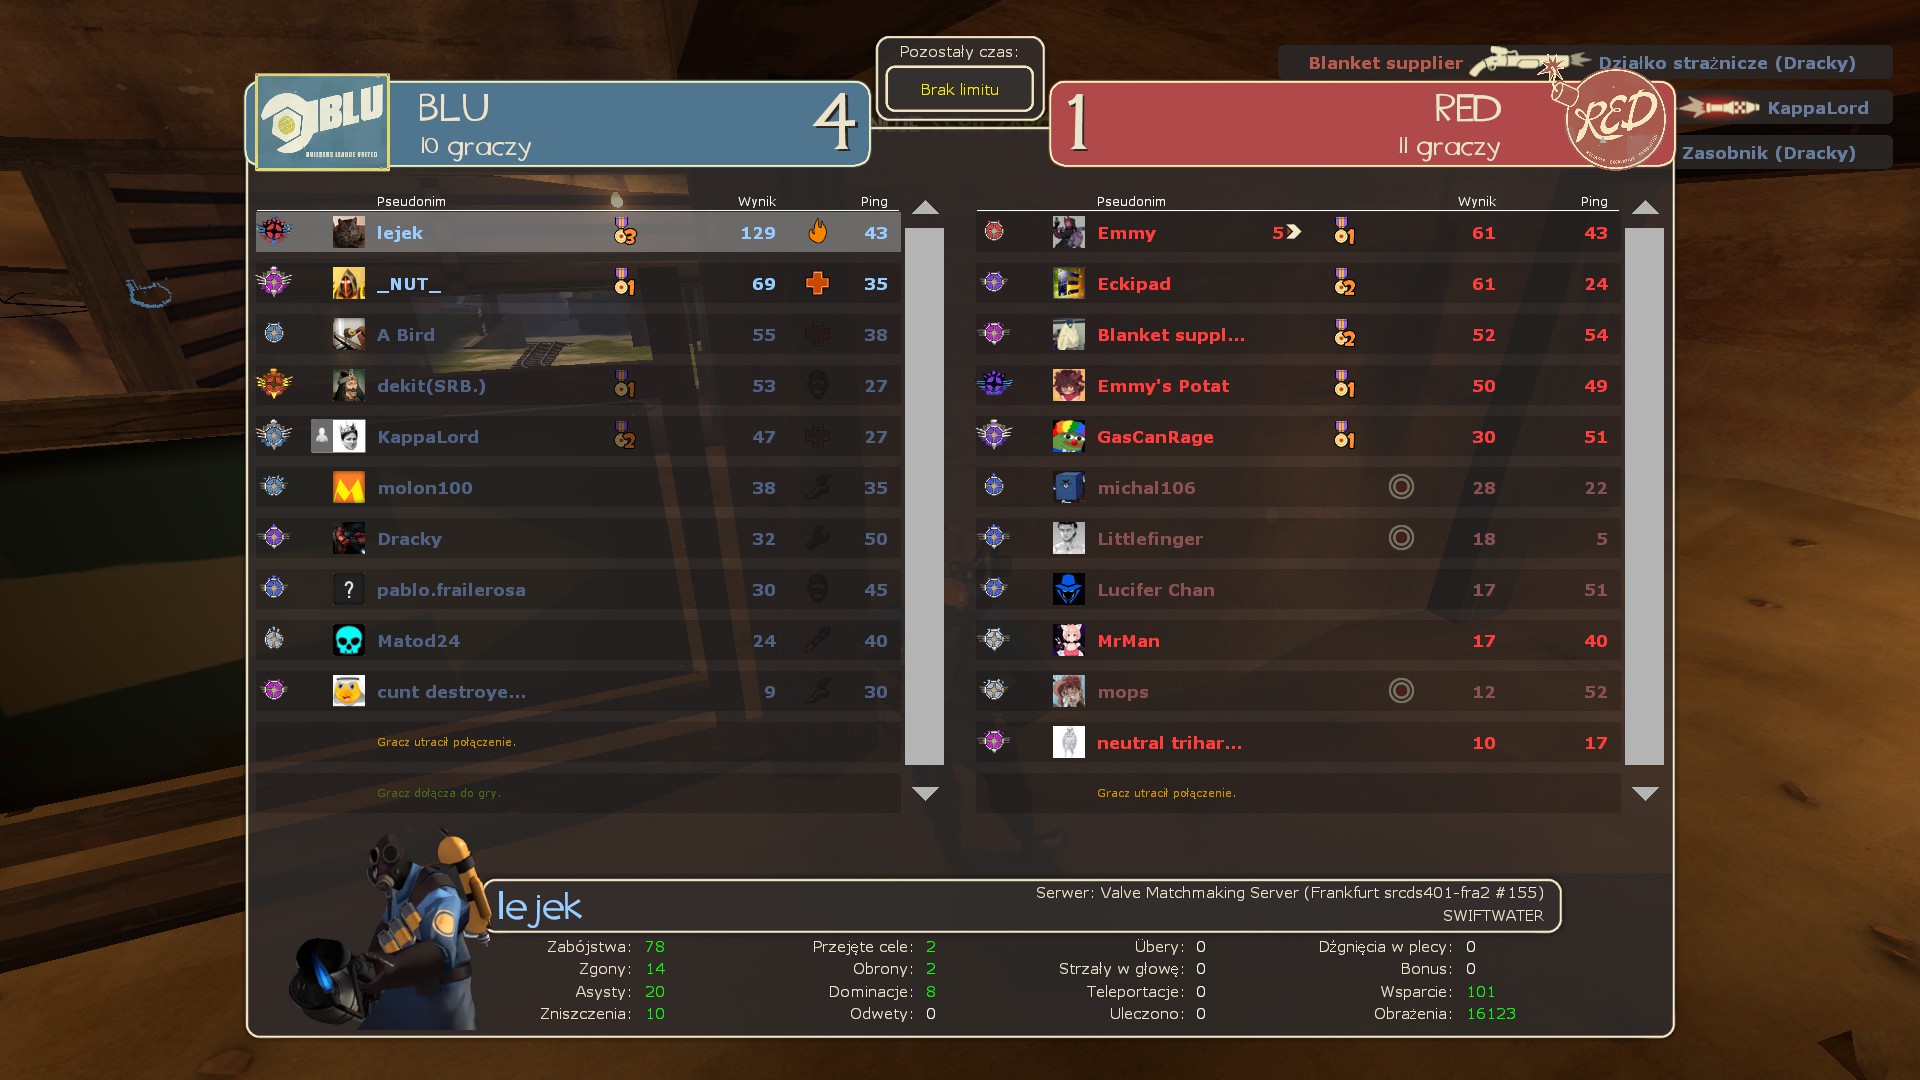 Pozostały czas:
Brak limitu
Blanket supplier Działko strażnicze (Dracky)
KappaLord
Zasobnik (Dracky)
BLU
BUILDERS LEAGUE UNITED
BLU
10 graczy
4
1
RED
11 graczy
RED
Pseudonim Wynik Ping
lejek 3 129 43
_NUT_ 1 69 35
A Bird 55 38
dekit(SRB.) 1 53 27
KappaLord 2 47 27
molon100 38 35
Dracky 32 50
? pablo.frailerosa 30 45
Matod24 24 40
cunt destroye... 9 30
Gracz utracił połączenie.
Gracz dołącza do gry.
Pseudonim Wynik Ping
Emmy 5 1 61 43
Eckipad 2 61 24
Blanket suppl... 2 52 54
Emmy's Potat 1 50 49
GasCanRage 1 30 51
michal106 28 22
Littlefinger 18 5
Lucifer Chan 17 51
MrMan 17 40
mops 12 52
neutral trihar... 10 17
Gracz utracił połączenie.
lejek
Serwer: Valve Matchmaking Server (Frankfurt srcds401-fra2 #155)
SWIFTWATER
Zabójstwa: 78 Przejęte cele: 2 Übery: 0 Dźgnięcia w plecy: 0
Zgony: 14 Obrony: 2 Strzały w głowę: 0 Bonus: 0
Asysty: 20 Dominacje: 8 Teleportacje: 0 Wsparcie: 101
Zniszczenia: 10 Odwety: 0 Uleczono: 0 Obrażenia: 16123